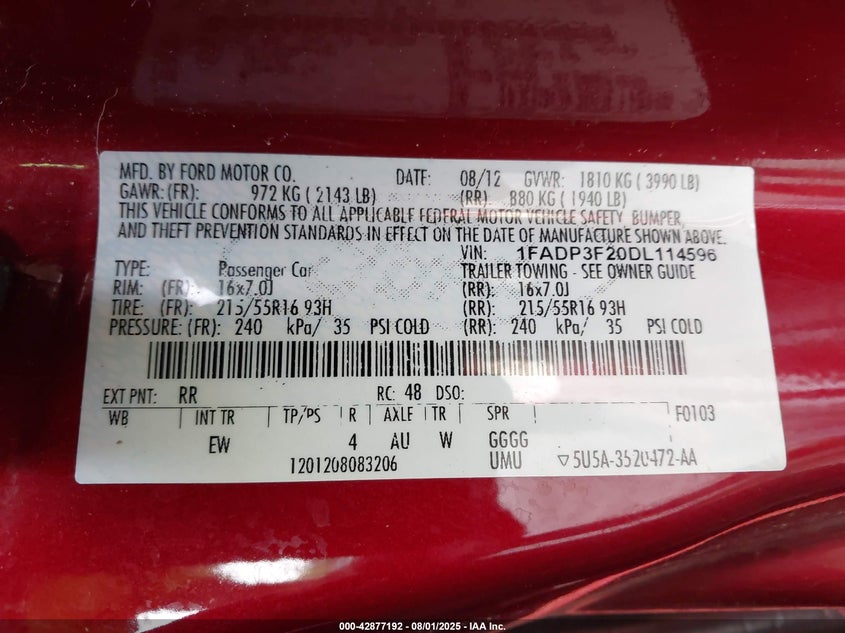 MFD. BY FORD MOTOR CO. DATE: 08/12 GVWR: 1810 KG ( 3990 LB)
GAWR: (FR): 972 KG ( 2143 LB) (RR): 880 KG ( 1940 LB)
THIS VEHICLE CONFORMS TO ALL APPLICABLE FEDERAL MOTOR VEHICLE SAFETY, BUMPER,
AND THEFT PREVENTION STANDARDS IN EFFECT ON THE DATE OF MANUFACTURE SHOWN ABOVE.
VIN: 1FADP3F20DL114596
TYPE: Passenger Car TRAILER TOWING - SEE OWNER GUIDE
RIM: (FR): 16x7.0J (RR): 16x7.0J
TIRE: (FR): 215/55R16 93H (RR): 215/55R16 93H
PRESSURE: (FR): 240 kPa/ 35 PSI COLD (RR): 240 kPa/ 35 PSI COLD
EXT PNT: RR RC: 48 DSO:
WB INT TR TP/PS R AXLE TR SPR F0103
EW 4 AU W GGGG
1201208083206 UMU ▽5U5A-3520472-AA
000-42877192 - 08/01/2025 - IAA Inc.